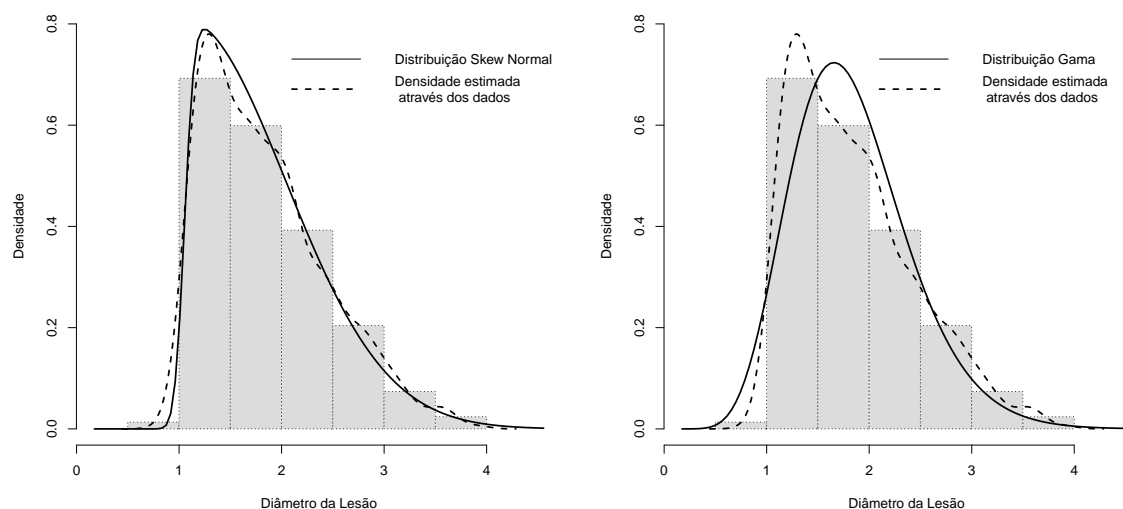 0.8
0.6
0.4
0.2
0.0
Densidade
Distribuição Skew Normal
Densidade estimada
através dos dados
0 1 2 3 4
Diâmetro da Lesão
0.8
0.6
0.4
0.2
0.0
Densidade
Distribuição Gama
Densidade estimada
através dos dados
0 1 2 3 4
Diâmetro da Lesão